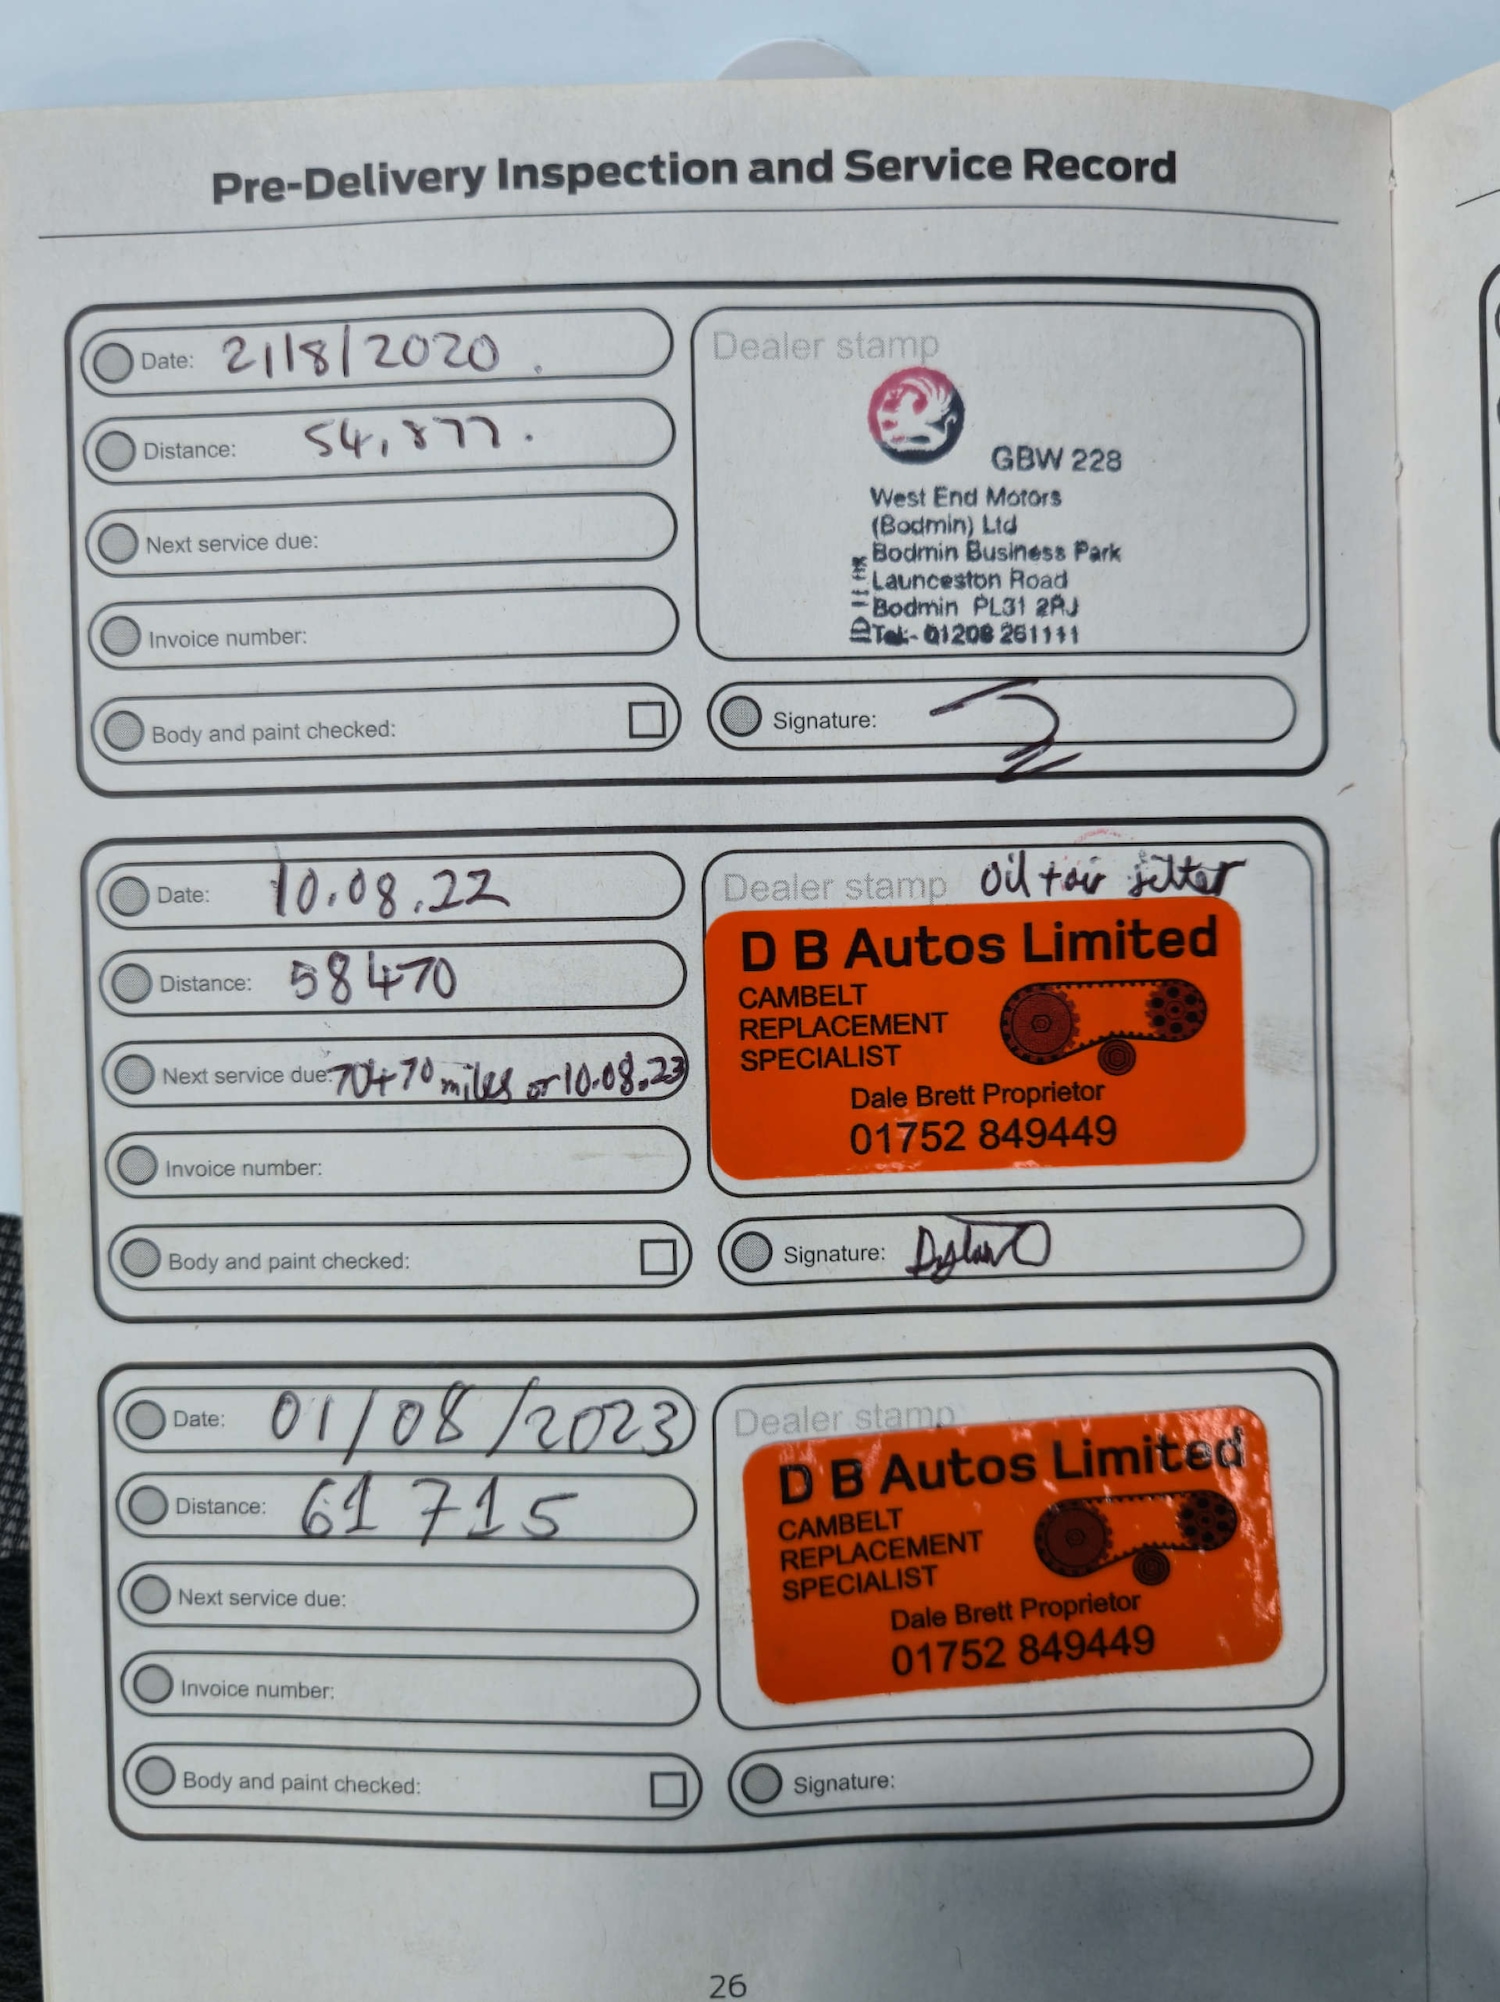 Pre-Delivery Inspection and Service Record
Date: 21/8/2020.
Distance: 54,877.
Next service due:
Invoice number:
Body and paint checked:
Dealer stamp
GBW 228
West End Motors
(Bodmin) Ltd
Bodmin Business Park
Launceston Road
Bodmin PL31 2RJ
Tel:- 01208 261111
Signature:
Date: 10.08.22
Distance: 58470
Next service due: 70470 miles or 10.08.23
Invoice number:
Body and paint checked:
Dealer stamp Oil + air filter
D B Autos Limited
CAMBELT
REPLACEMENT
SPECIALIST
Dale Brett Proprietor
01752 849449
Signature:
Date: 01/08/2023
Distance: 61715
Next service due:
Invoice number:
Body and paint checked:
Dealer stamp
D B Autos Limited
CAMBELT
REPLACEMENT
SPECIALIST
Dale Brett Proprietor
01752 849449
Signature:
26